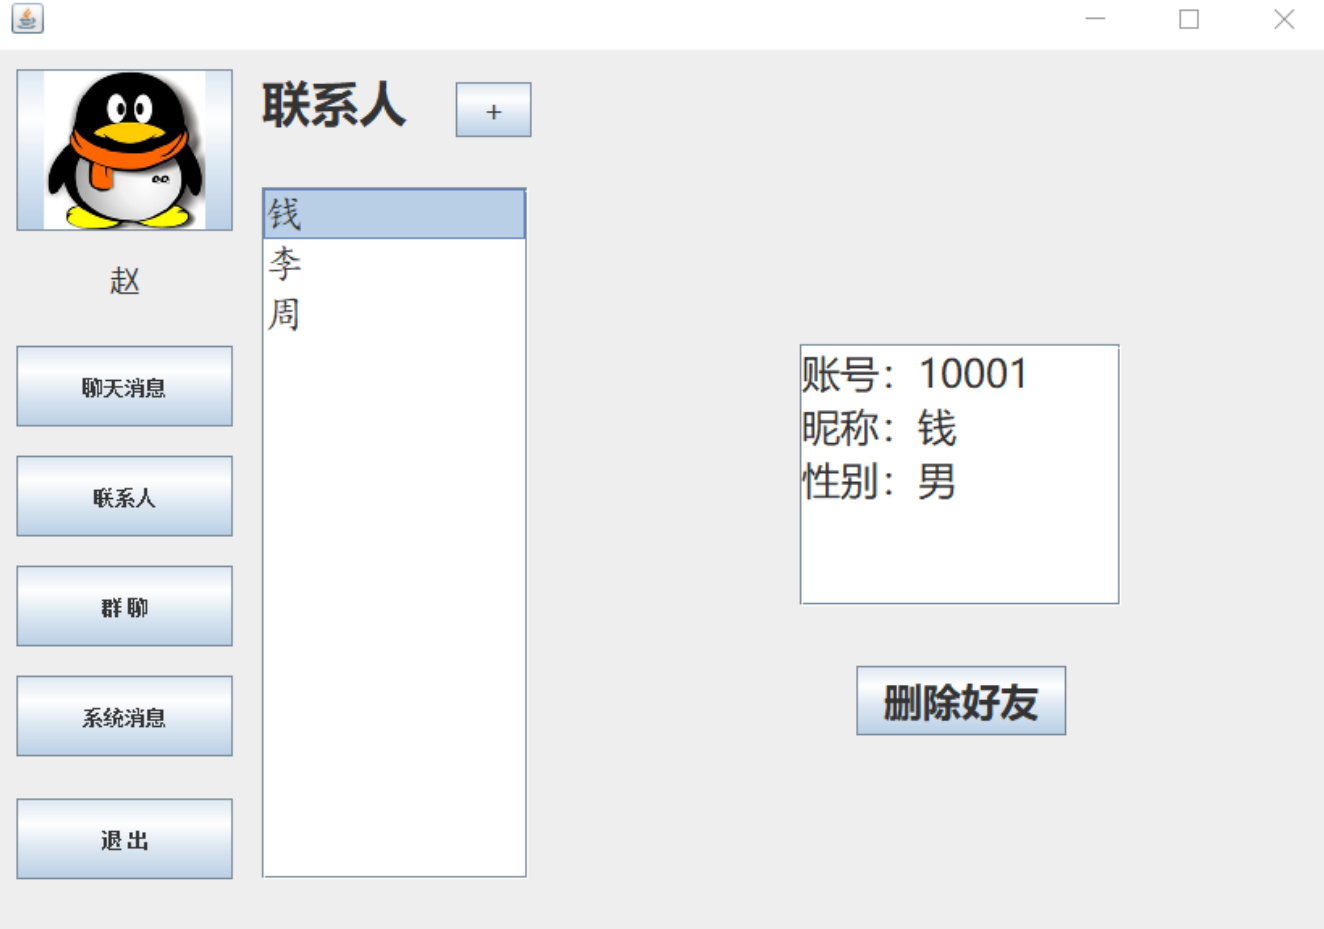 联系人
+
赵
聊天消息
联系人
群 聊
系统消息
退 出
钱
李
周
账号：10001
昵称：钱
性别：男
删除好友